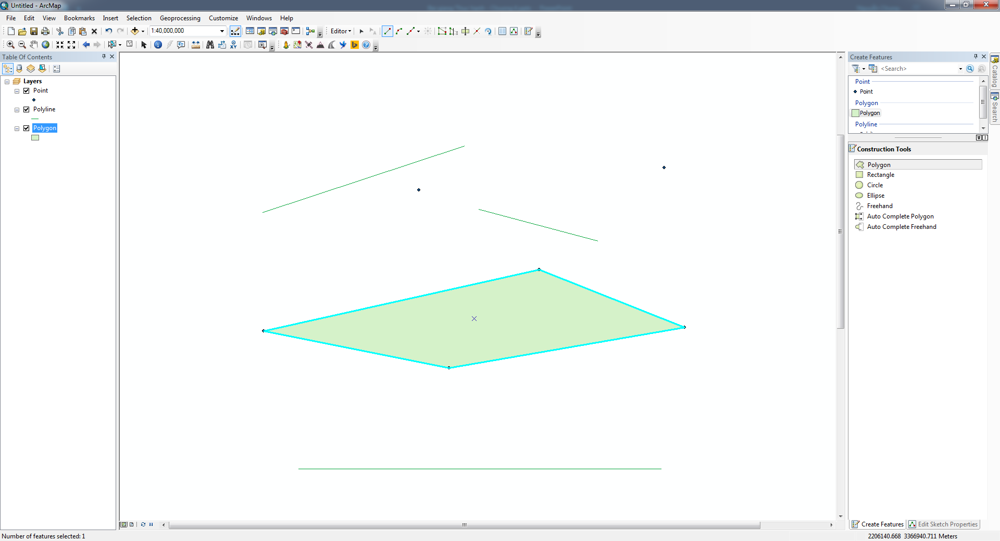 Untitled - ArcMap
File Edit View Bookmarks Insert Selection Geoprocessing Customize Windows Help
1:40,000,000 Editor
Table Of Contents
Layers
Point
Polyline
Polygon
Create Features
<Search>
Point
Point
Polygon
Polygon
Polyline
Construction Tools
Polygon
Rectangle
Circle
Ellipse
Freehand
Auto Complete Polygon
Auto Complete Freehand
Catalog
Search
Create Features Edit Sketch Properties
Number of features selected: 1
2206140.668 3366940.711 Meters